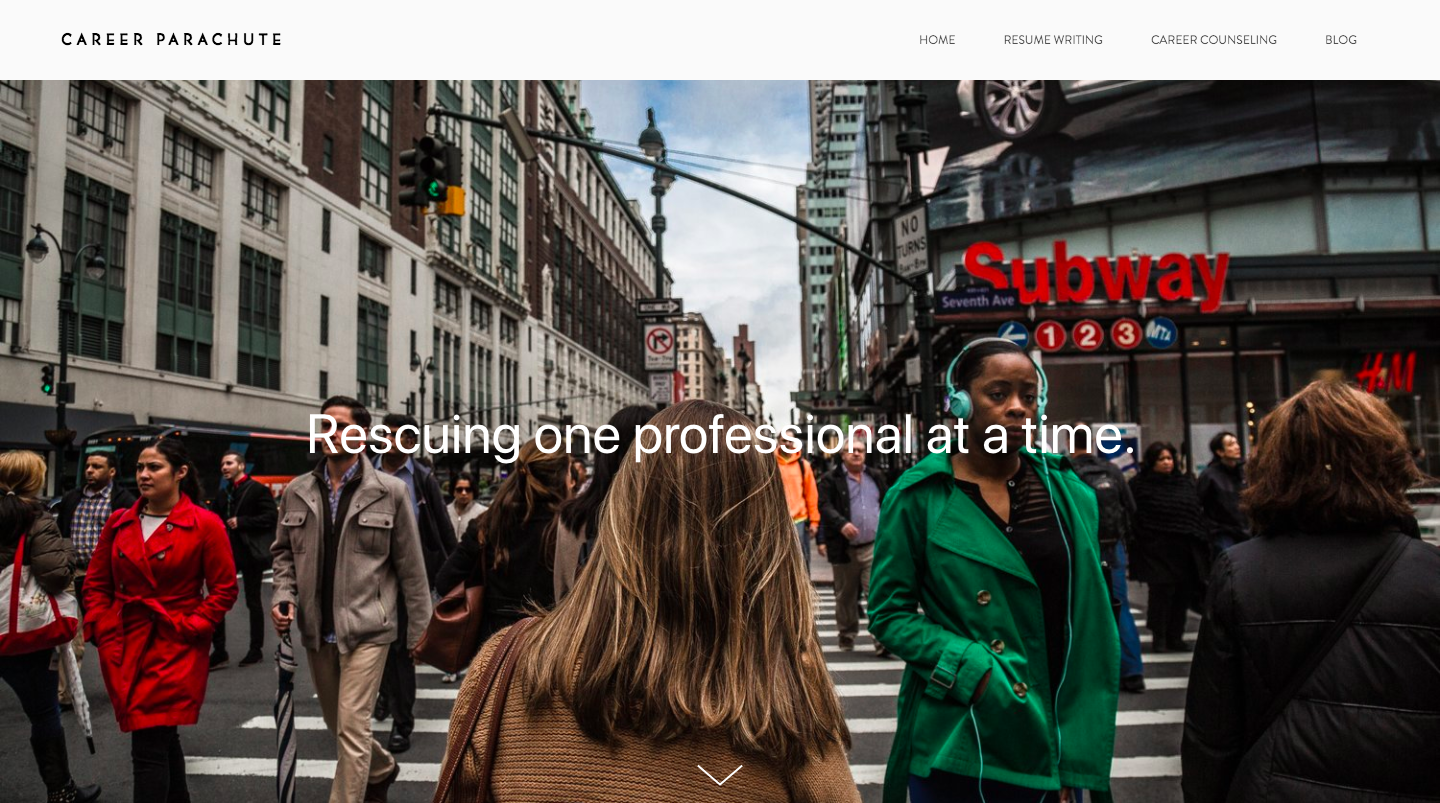 CAREER PARACHUTE
HOME
RESUME WRITING
CAREER COUNSELING
BLOG
NO
TURNS
Subway
Seventh Ave
1 2 3 MTA
H&M
Rescuing one professional at a time.